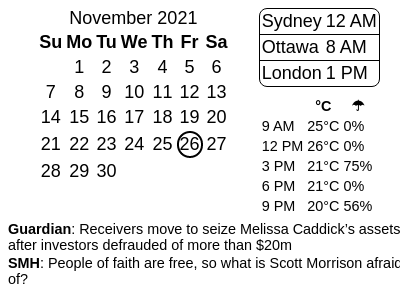 November 2021
Su Mo Tu We Th Fr Sa
1 2 3 4 5 6
7 8 9 10 11 12 13
14 15 16 17 18 19 20
21 22 23 24 25 26 27
28 29 30
Sydney 12 AM
Ottawa 8 AM
London 1 PM
°C ☂
9 AM 25°C 0%
12 PM 26°C 0%
3 PM 21°C 75%
6 PM 21°C 0%
9 PM 20°C 56%
Guardian: Receivers move to seize Melissa Caddick’s assets
after investors defrauded of more than $20m
SMH: People of faith are free, so what is Scott Morrison afraid
of?